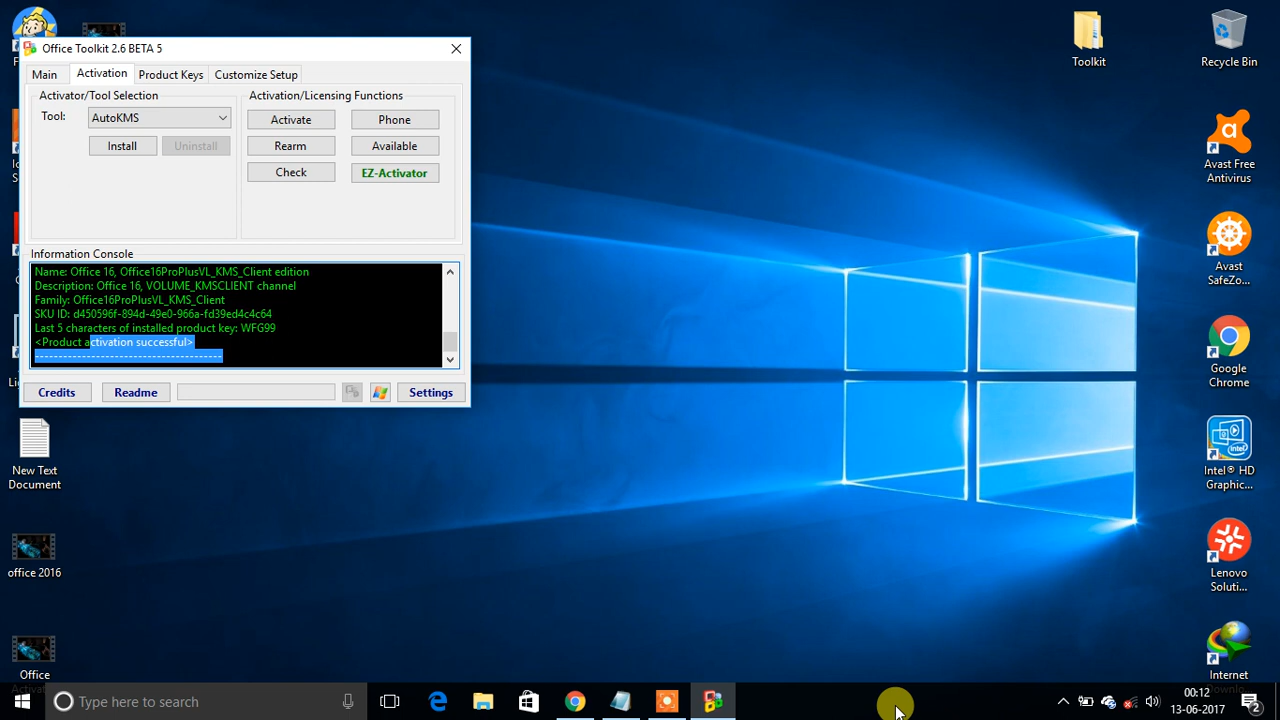 Office Toolkit 2.6 BETA 5
Main
Activation
Product Keys
Customize Setup
Activator/Tool Selection
Tool:
AutoKMS
Install
Uninstall
Activation/Licensing Functions
Activate
Phone
Rearm
Available
Check
EZ-Activator
Information Console
Name: Office 16, Office16ProPlusVL_KMS_Client edition
Description: Office 16, VOLUME_KMSCLIENT channel
Family: Office16ProPlusVL_KMS_Client
SKU ID: d450596f-894d-49e0-966a-fd39ed4c4c64
Last 5 characters of installed product key: WFG99
<Product activation successful>
----------------------------------------
Credits
Readme
Settings
New Text
Document
office 2016
Office
Toolkit
Recycle Bin
Avast Free
Antivirus
Avast
SafeZo...
Google
Chrome
Intel® HD
Graphic...
Lenovo
Soluti...
Internet
Type here to search
00:12
13-06-2017
2